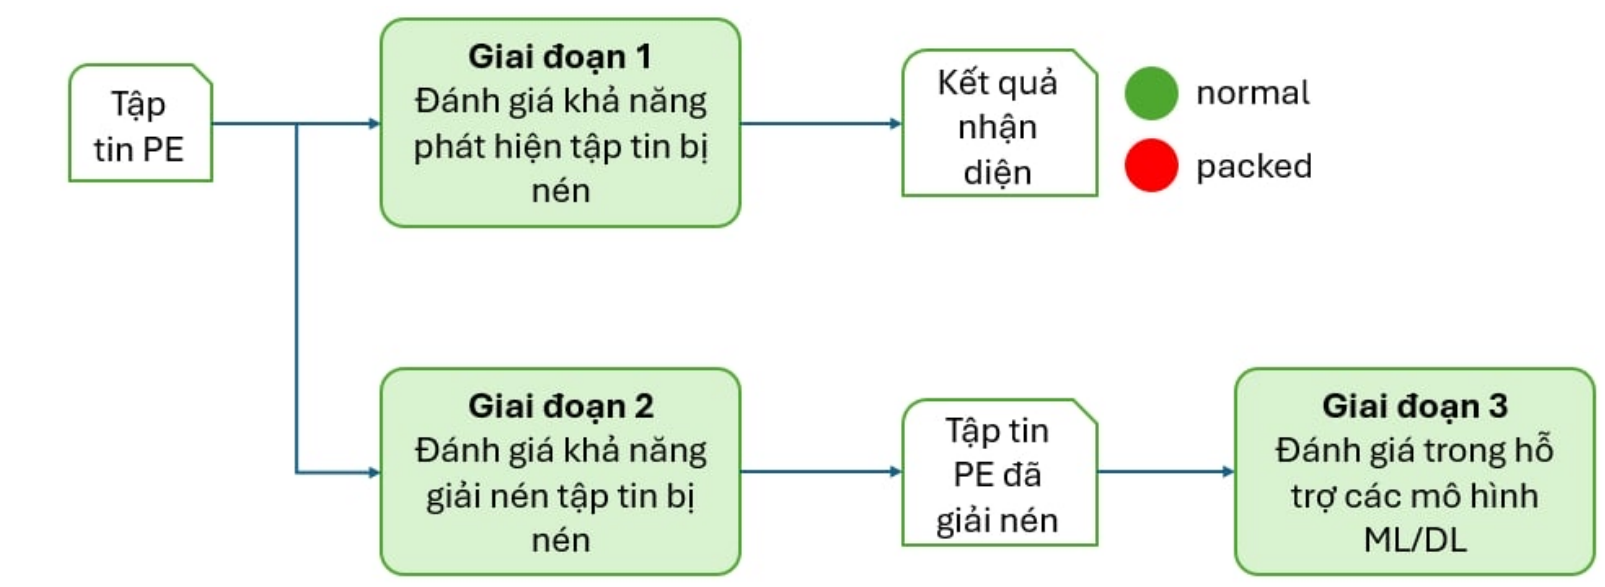 Tập
tin PE
Giai đoạn 1
Đánh giá khả năng
phát hiện tập tin bị
nén
Kết quả
nhận
diện
normal
packed
Giai đoạn 2
Đánh giá khả năng
giải nén tập tin bị
nén
Tập tin
PE đã
giải nén
Giai đoạn 3
Đánh giá trong hỗ
trợ các mô hình
ML/DL